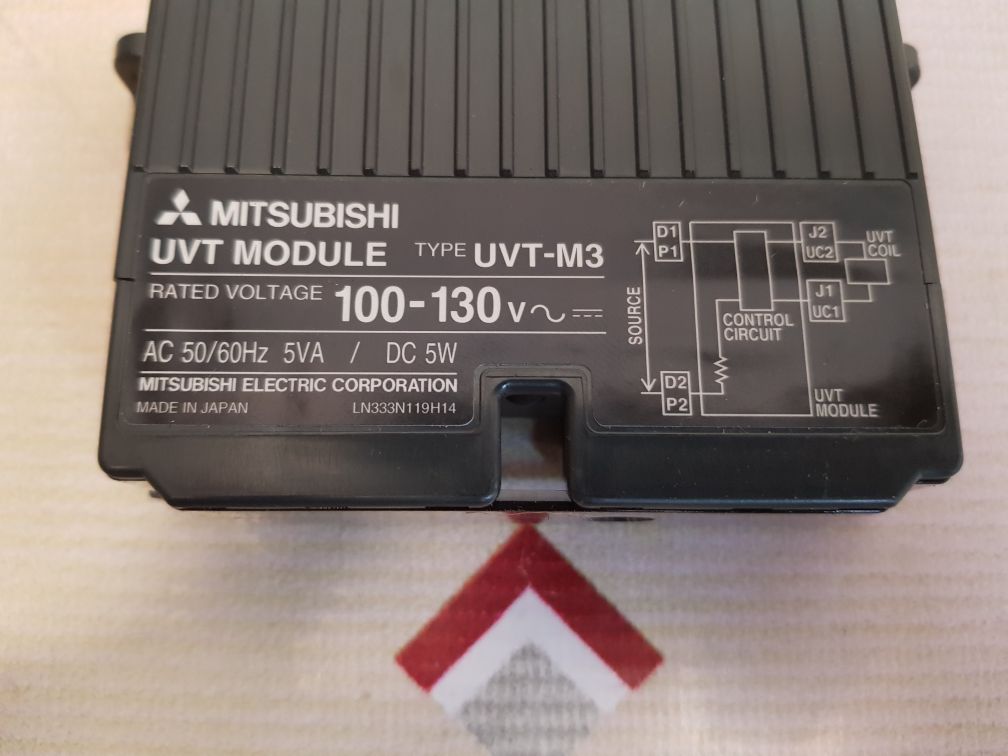 MITSUBISHI
UVT MODULE TYPE UVT-M3
RATED VOLTAGE 100-130V
AC 50/60Hz 5VA / DC 5W
MITSUBISHI ELECTRIC CORPORATION
MADE IN JAPAN LN333N119H14
D1
P1
SOURCE
D2
P2
CONTROL
CIRCUIT
J2
UC2
UVT
COIL
J1
UC1
UVT
MODULE